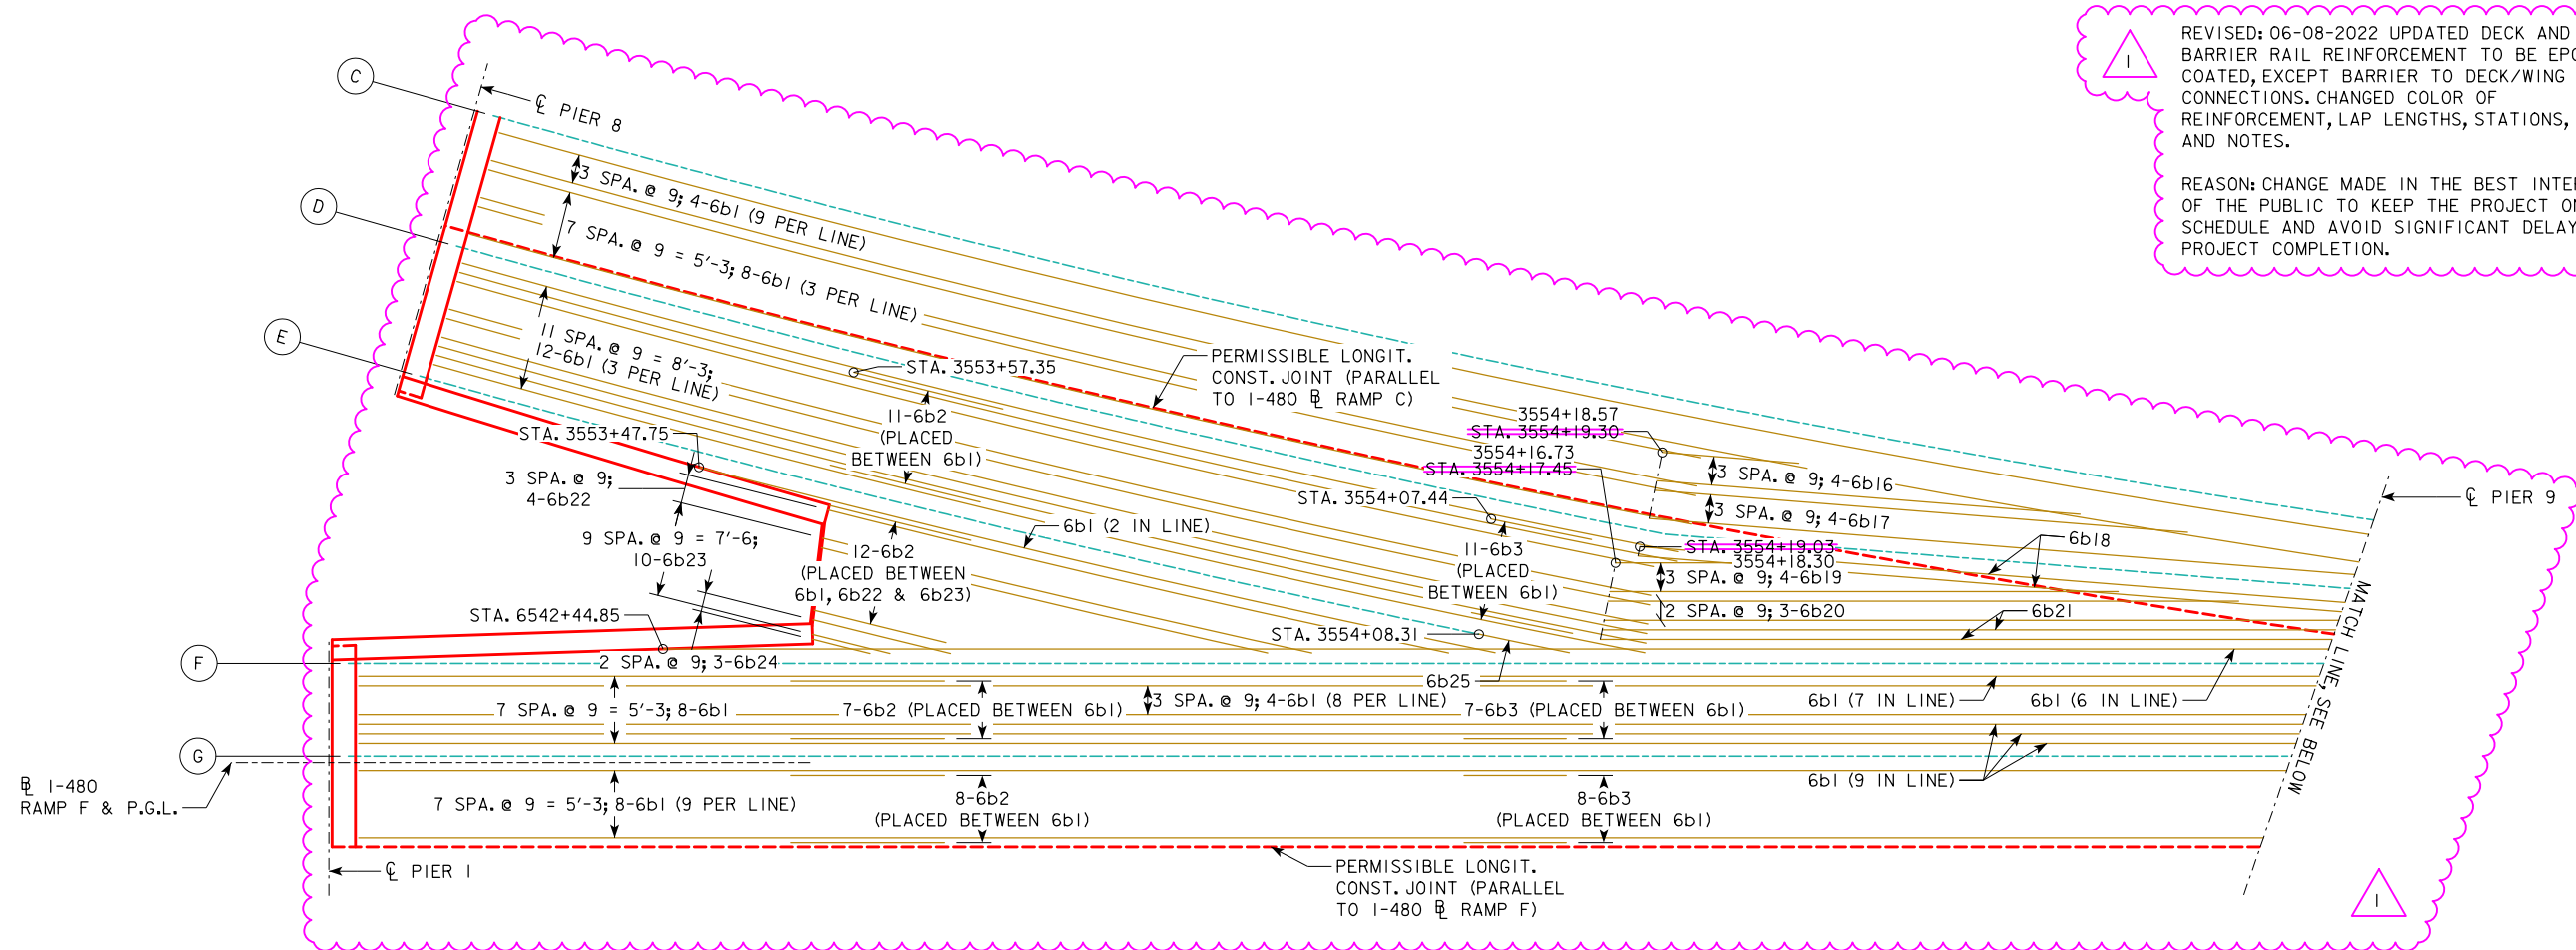 REVISED: 06-08-2022 UPDATED DECK AND
BARRIER RAIL REINFORCEMENT TO BE
COATED, EXCEPT BARRIER TO DECK/WING
CONNECTIONS. CHANGED COLOR OF
REINFORCEMENT, LAP LENGTHS, STATIONS,
AND NOTES.
REASON: CHANGE MADE IN THE BEST
OF THE PUBLIC TO KEEP THE PROJECT
SCHEDULE AND AVOID SIGNIFICANT
PROJECT COMPLETION.
1
C
D
E
F
G
℄ PIER 8
3 SPA. @ 9; 4-6b1 (9 PER LINE)
7 SPA. @ 9 = 5'-3; 8-6b1 (3 PER LINE)
11 SPA. @ 9 = 8'-3;
12-6b1 (3 PER LINE)
STA. 3553+57.35
PERMISSIBLE LONGIT.
CONST. JOINT (PARALLEL
TO I-480 ℄ RAMP C)
11-6b2
(PLACED
BETWEEN 6b1)
STA. 3553+47.75
3 SPA. @ 9;
4-6b22
9 SPA. @ 9 = 7'-6;
10-6b23
12-6b2
(PLACED BETWEEN
6b1, 6b22 & 6b23)
6b1 (2 IN LINE)
3554+18.57
STA. 3554+19.30
3554+16.73
STA. 3554+17.45
STA. 3554+07.44
3 SPA. @ 9; 4-6b16
3 SPA. @ 9; 4-6b17
℄ PIER 9
11-6b3
(PLACED
BETWEEN 6b1)
STA. 3554+19.03
3554+18.30
6b18
3 SPA. @ 9; 4-6b19
2 SPA. @ 9; 3-6b20
6b21
STA. 3554+08.31
STA. 6542+44.85
2 SPA. @ 9; 3-6b24
6b25
7 SPA. @ 9 = 5'-3; 8-6b1
7-6b2 (PLACED BETWEEN 6b1)
3 SPA. @ 9; 4-6b1 (8 PER LINE)
7-6b3 (PLACED BETWEEN 6b1)
6b1 (7 IN LINE)
6b1 (6 IN LINE)
MATCH LINE, SEE BELOW
℄ I-480
RAMP F & P.G.L.
7 SPA. @ 9 = 5'-3; 8-6b1 (9 PER LINE)
8-6b2
(PLACED BETWEEN 6b1)
8-6b3
(PLACED BETWEEN 6b1)
6b1 (9 IN LINE)
℄ PIER 1
PERMISSIBLE LONGIT.
CONST. JOINT (PARALLEL
TO I-480 ℄ RAMP F)
1